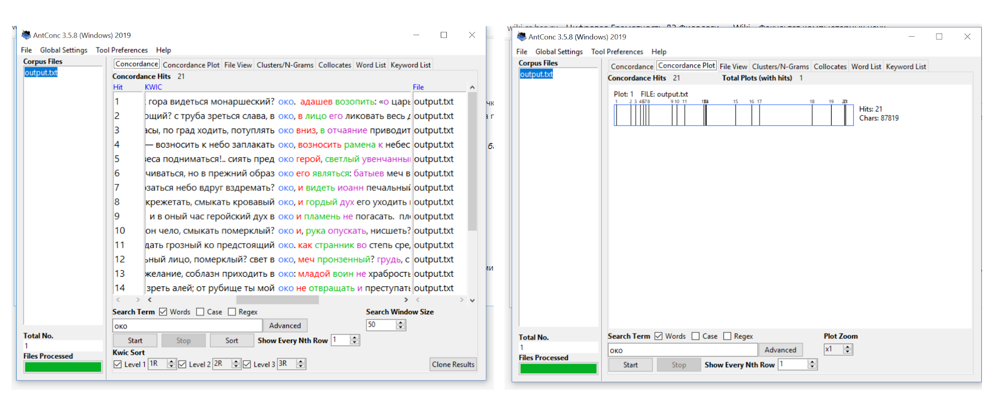 AntConc 3.5.8 (Windows) 2019
File Global Settings Tool Preferences Help
Corpus Files
output.txt
Concordance Concordance Plot File View Clusters/N-Grams Collocates Word List Keyword List
Concordance Hits 21
Hit KWIC File
1 гора видеться монаршеский? око. адашев возопить: «о царь output.txt
2 с труба зреться слава, в око, в лицо его ликовать весь output.txt
3 по град ходить, потуплять око вниз, в отчаяние приводит output.txt
4 — возносить к небо заплакать око, возносить рамена к небес output.txt
5 подниматься!.. сиять пред око герой, светлый увенчанный output.txt
6 но в прежний образ око его являться: батыев меч в output.txt
7 небо вдруг вздремать? око, и видеть иоанн печальный output.txt
8 крежетать, смыкать кровавый око, и гордый дух его уходить output.txt
9 и в оный час геройский дух в око и пламень не погасать. output.txt
10 он чело, смыкать померклый? око и, рука опускать, нисшеть? output.txt
11 дать грозный ко предстоящий око. как странник во степь output.txt
12 ьный лицо, померклый? свет в око, меч пронзенный? грудь, с output.txt
13 желание, соблазн приходить в око: младой воин не храбрость output.txt
14 зреть алей; от рубище ты мой око не отвращать и преступать output.txt
Search Term Words Case Regex Search Window Size
око Advanced 50
Total No.
1
Start Stop Sort Show Every Nth Row 1
Files Processed
Kwic Sort
Level 1 1R Level 2 2R Level 3 3R Clone Results
AntConc 3.5.8 (Windows) 2019
File Global Settings Tool Preferences Help
Corpus Files
output.txt
Concordance Concordance Plot File View Clusters/N-Grams Collocates Word List Keyword List
Concordance Hits 21 Total Plots (with hits) 1
Plot: 1 FILE: output.txt
1 2 3 8 9 10 11 15 16 17 18 19
Hits: 21
Chars: 87819
Search Term Words Case Regex Plot Zoom
око Advanced x1
Total No.
1
Start Stop Show Every Nth Row 1
Files Processed